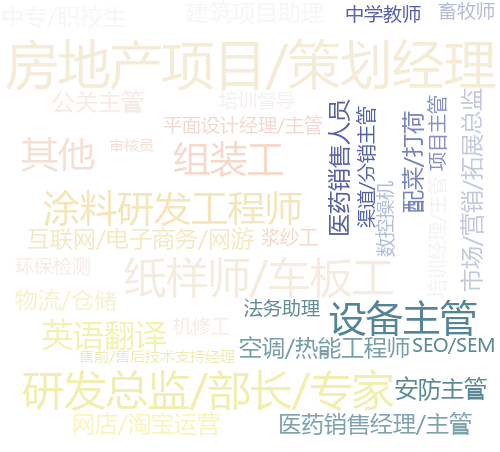 中专/职校生
建筑项目助理
中学教师
畜牧师
房地产项目/策划经理
公关主管
培训督导
平面设计经理/主管
其他
审核员
组装工
医药销售人员
渠道/分销主管
配菜/打荷
项目主管
市场/营销/拓展总监
涂料研发工程师
数控操机
培训经理/主管
互联网/电子商务/网游
浆纱工
环保检测
纸样师/车板工
物流/仓储
法务助理
设备主管
英语翻译
机修工
空调/热能工程师
SEO/SEM
售前/售后技术支持经理
研发总监/部长/专家
安防主管
网店/淘宝运营
医药销售经理/主管